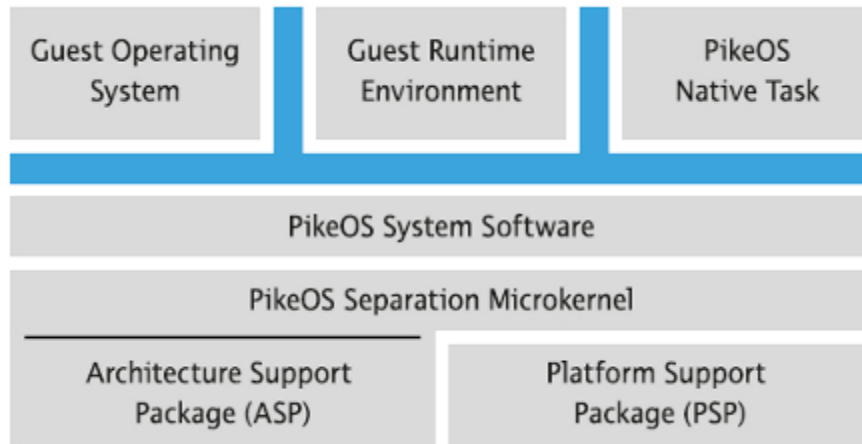 Guest Operating
System
Guest Runtime
Environment
PikeOS
Native Task
PikeOS System Software
PikeOS Separation Microkernel
Architecture Support
Package (ASP)
Platform Support
Package (PSP)